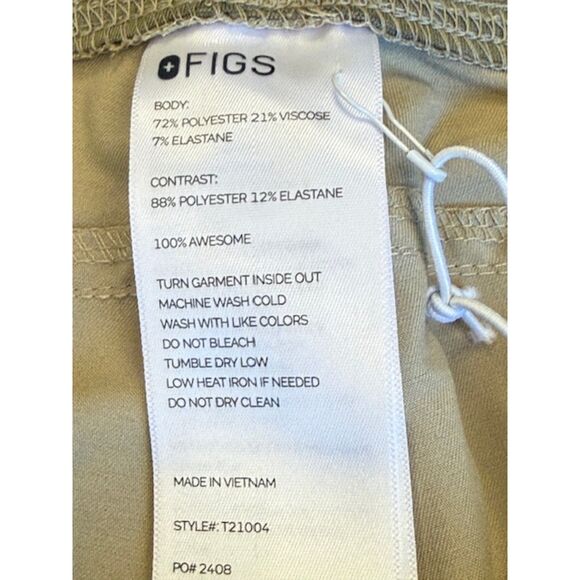 FIGS
BODY:
72% POLYESTER 21% VISCOSE
7% ELASTANE
CONTRAST:
88% POLYESTER 12% ELASTANE
100% AWESOME
TURN GARMENT INSIDE OUT
MACHINE WASH COLD
WASH WITH LIKE COLORS
DO NOT BLEACH
TUMBLE DRY LOW
LOW HEAT IRON IF NEEDED
DO NOT DRY CLEAN
MADE IN VIETNAM
STYLE#: T21004
PO# 2408